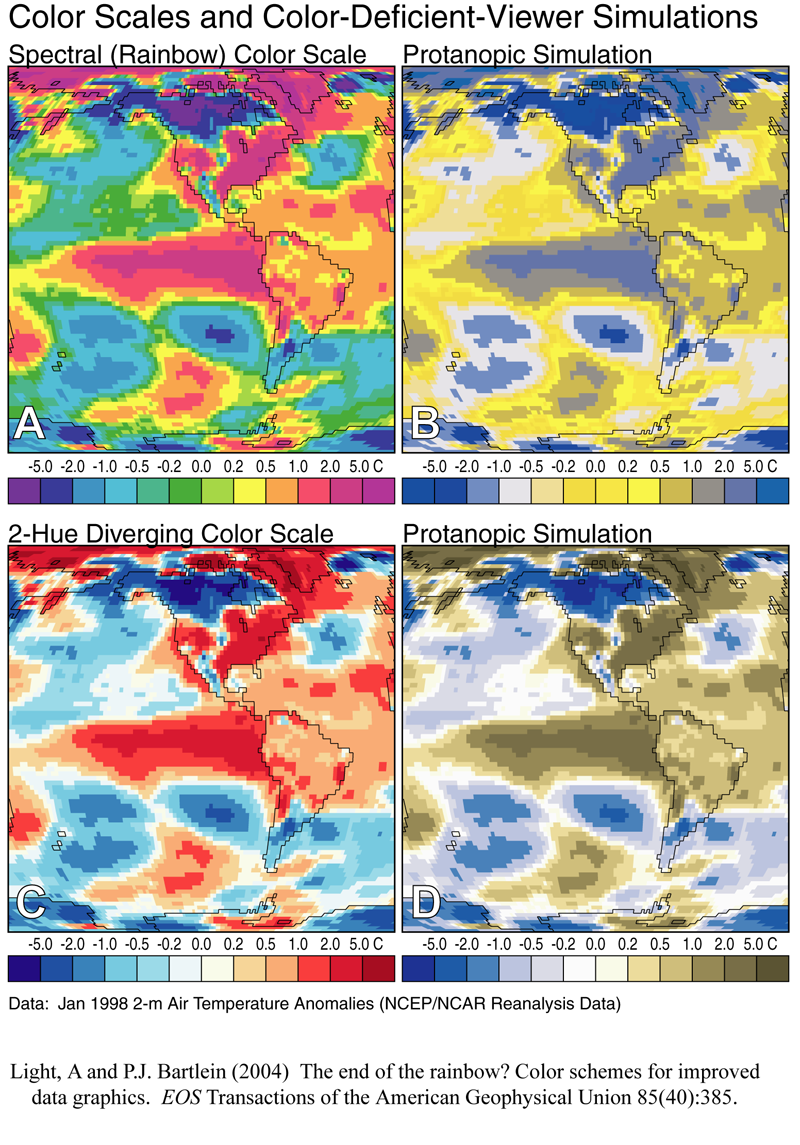 Color Scales and Color-Deficient-Viewer Simulations
Spectral (Rainbow) Color Scale
Protanopic Simulation
A
B
-5.0 -2.0 -1.0 -0.5 -0.2 0.0 0.2 0.5 1.0 2.0 5.0 C
-5.0 -2.0 -1.0 -0.5 -0.2 0.0 0.2 0.5 1.0 2.0 5.0 C
2-Hue Diverging Color Scale
Protanopic Simulation
C
D
-5.0 -2.0 -1.0 -0.5 -0.2 0.0 0.2 0.5 1.0 2.0 5.0 C
-5.0 -2.0 -1.0 -0.5 -0.2 0.0 0.2 0.5 1.0 2.0 5.0 C
Data: Jan 1998 2-m Air Temperature Anomalies (NCEP/NCAR Reanalysis Data)
Light, A and P.J. Bartlein (2004) The end of the rainbow? Color schemes for improved
data graphics. EOS Transactions of the American Geophysical Union 85(40):385.